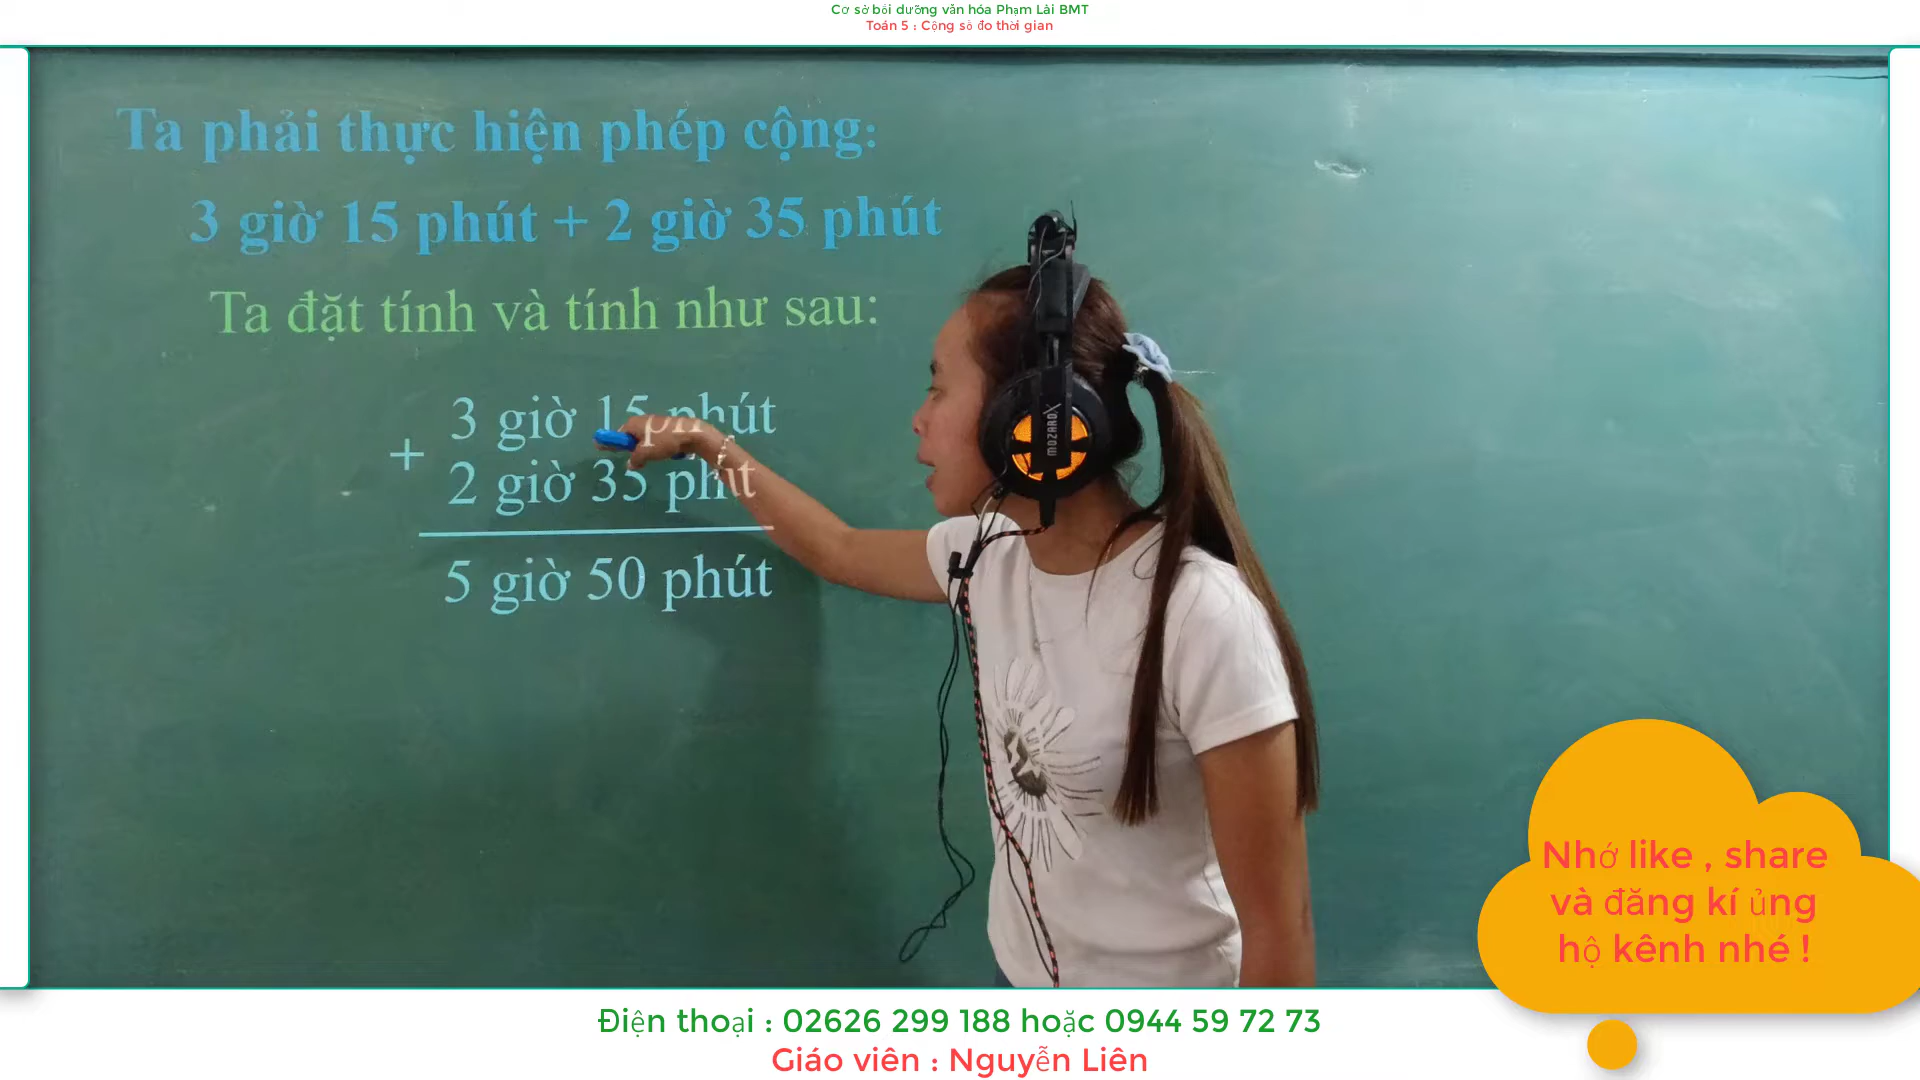 Cơ sở bồi dưỡng văn hóa Phạm Lài BMT
Toán 5 : Cộng số đo thời gian
Ta phải thực hiện phép cộng:
3 giờ 15 phút + 2 giờ 35 phút
Ta đặt tính và tính như sau:
3 giờ 15 phút
+
2 giờ 35 phút
5 giờ 50 phút
MOZARDX
Nhớ like , share
và đăng kí ủng
hộ kênh nhé !
Điện thoại : 02626 299 188 hoặc 0944 59 72 73
Giáo viên : Nguyễn Liên